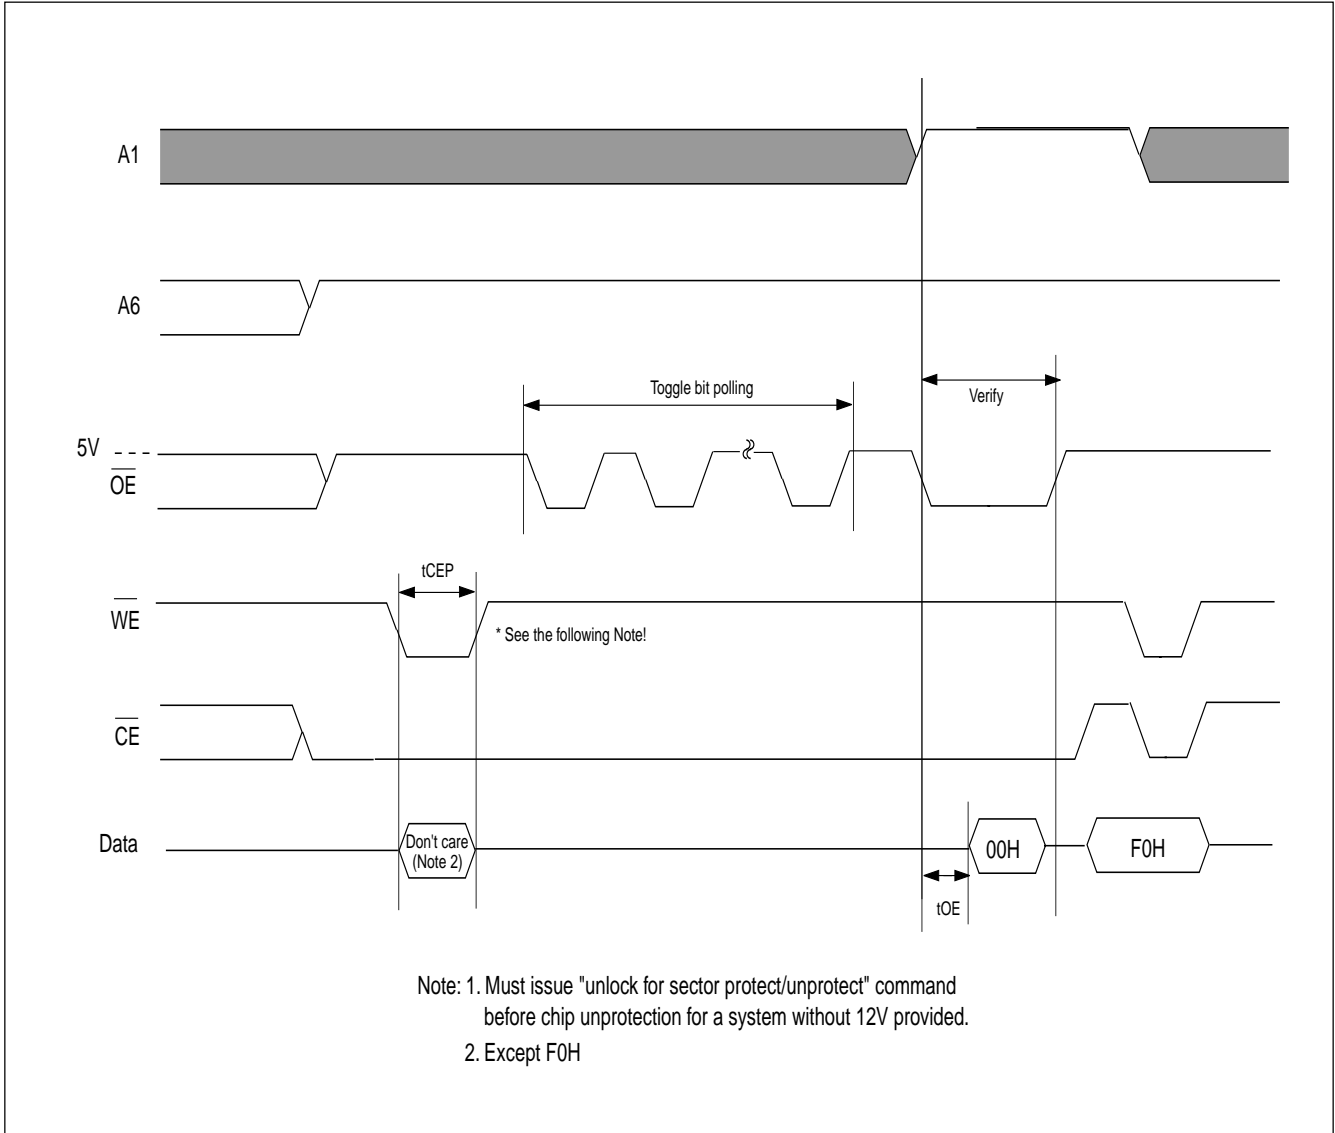 A1
A6
Toggle bit polling
Verify
5V
OE
tCEP
WE
* See the following Note!
CE
Data
Don't care
(Note 2)
00H
F0H
tOE
Note: 1. Must issue "unlock for sector protect/unprotect" command
before chip unprotection for a system without 12V provided.
2. Except F0H